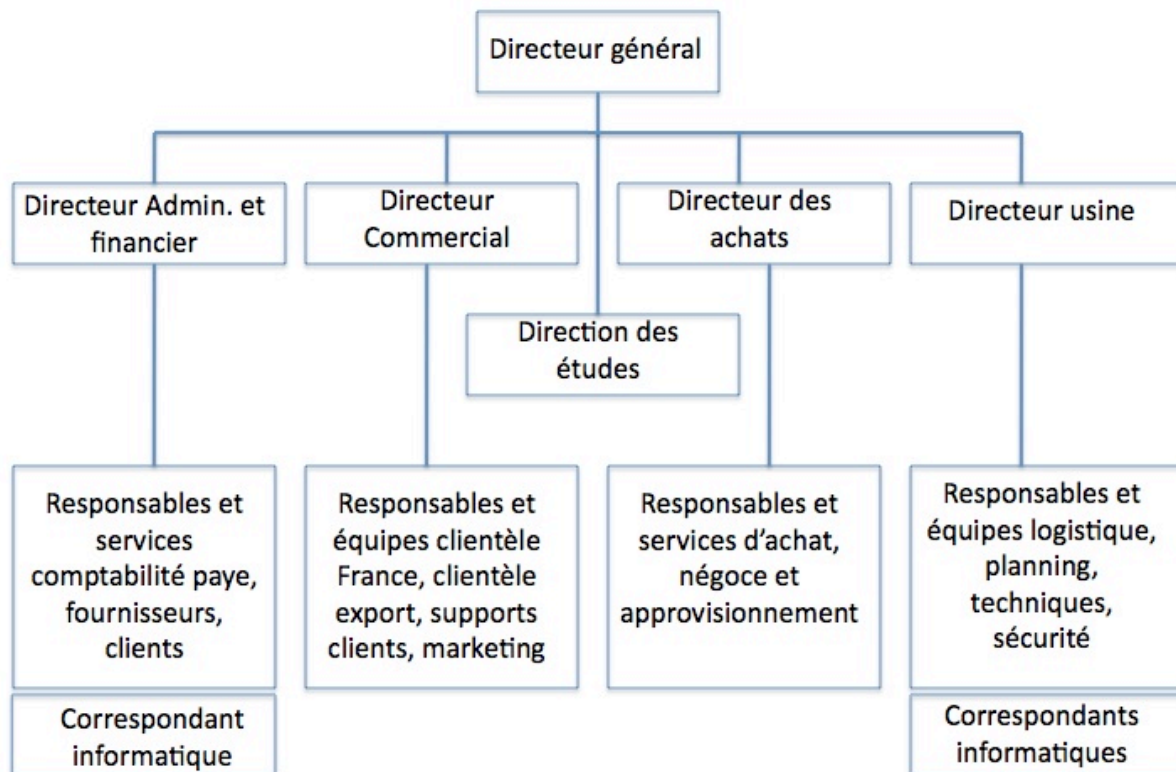 Directeur général
Directeur Admin. et
financier
Directeur
Commercial
Directeur des
achats
Directeur usine
Direction des
études
Responsables et
services
comptabilité paye,
fournisseurs,
clients
Responsables et
équipes clientèle
France, clientèle
export, supports
clients, marketing
Responsables et
services d’achat,
négoce et
approvisionnement
Responsables et
équipes logistique,
planning,
techniques,
sécurité
Correspondant
informatique
Correspondants
informatiques